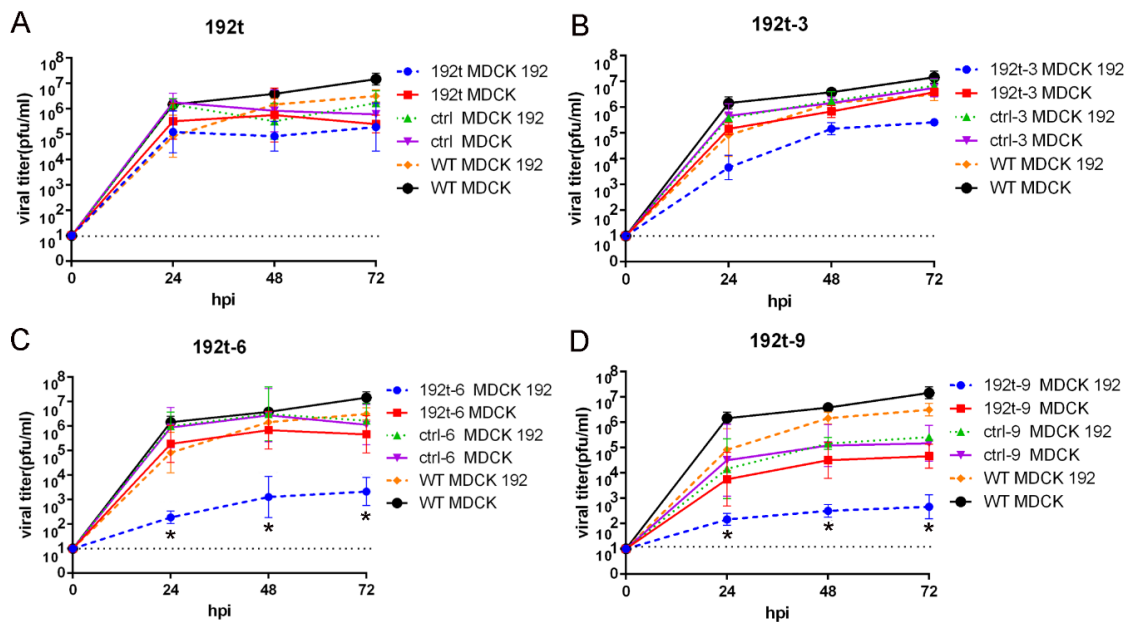 A
192t
viral titer(pfu/ml)
10^8
10^7
10^6
10^5
10^4
10^3
10^2
10^1
0
0
24
48
72
hpi
192t MDCK 192
192t MDCK
ctrl MDCK 192
ctrl MDCK
WT MDCK 192
WT MDCK
B
192t-3
viral titer(pfu/ml)
10^8
10^7
10^6
10^5
10^4
10^3
10^2
10^1
0
0
24
48
72
hpi
192t-3 MDCK 192
192t-3 MDCK
ctrl-3 MDCK 192
ctrl-3 MDCK
WT MDCK 192
WT MDCK
C
192t-6
viral titer(pfu/ml)
10^8
10^7
10^6
10^5
10^4
10^3
10^2
10^1
0
*
*
*
0
24
48
72
hpi
192t-6 MDCK 192
192t-6 MDCK
ctrl-6 MDCK 192
ctrl-6 MDCK
WT MDCK 192
WT MDCK
D
192t-9
viral titer(pfu/ml)
10^8
10^7
10^6
10^5
10^4
10^3
10^2
10^1
0
*
*
*
0
24
48
72
hpi
192t-9 MDCK 192
192t-9 MDCK
ctrl-9 MDCK 192
ctrl-9 MDCK
WT MDCK 192
WT MDCK